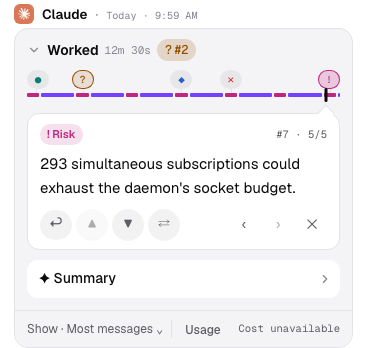 Claude · Today · 9:59 AM
Worked 12m 30s ? #2
? !
! Risk #7 · 5/5
293 simultaneous subscriptions could
exhaust the daemon's socket budget.
Summary
Show · Most messages Usage Cost unavailable